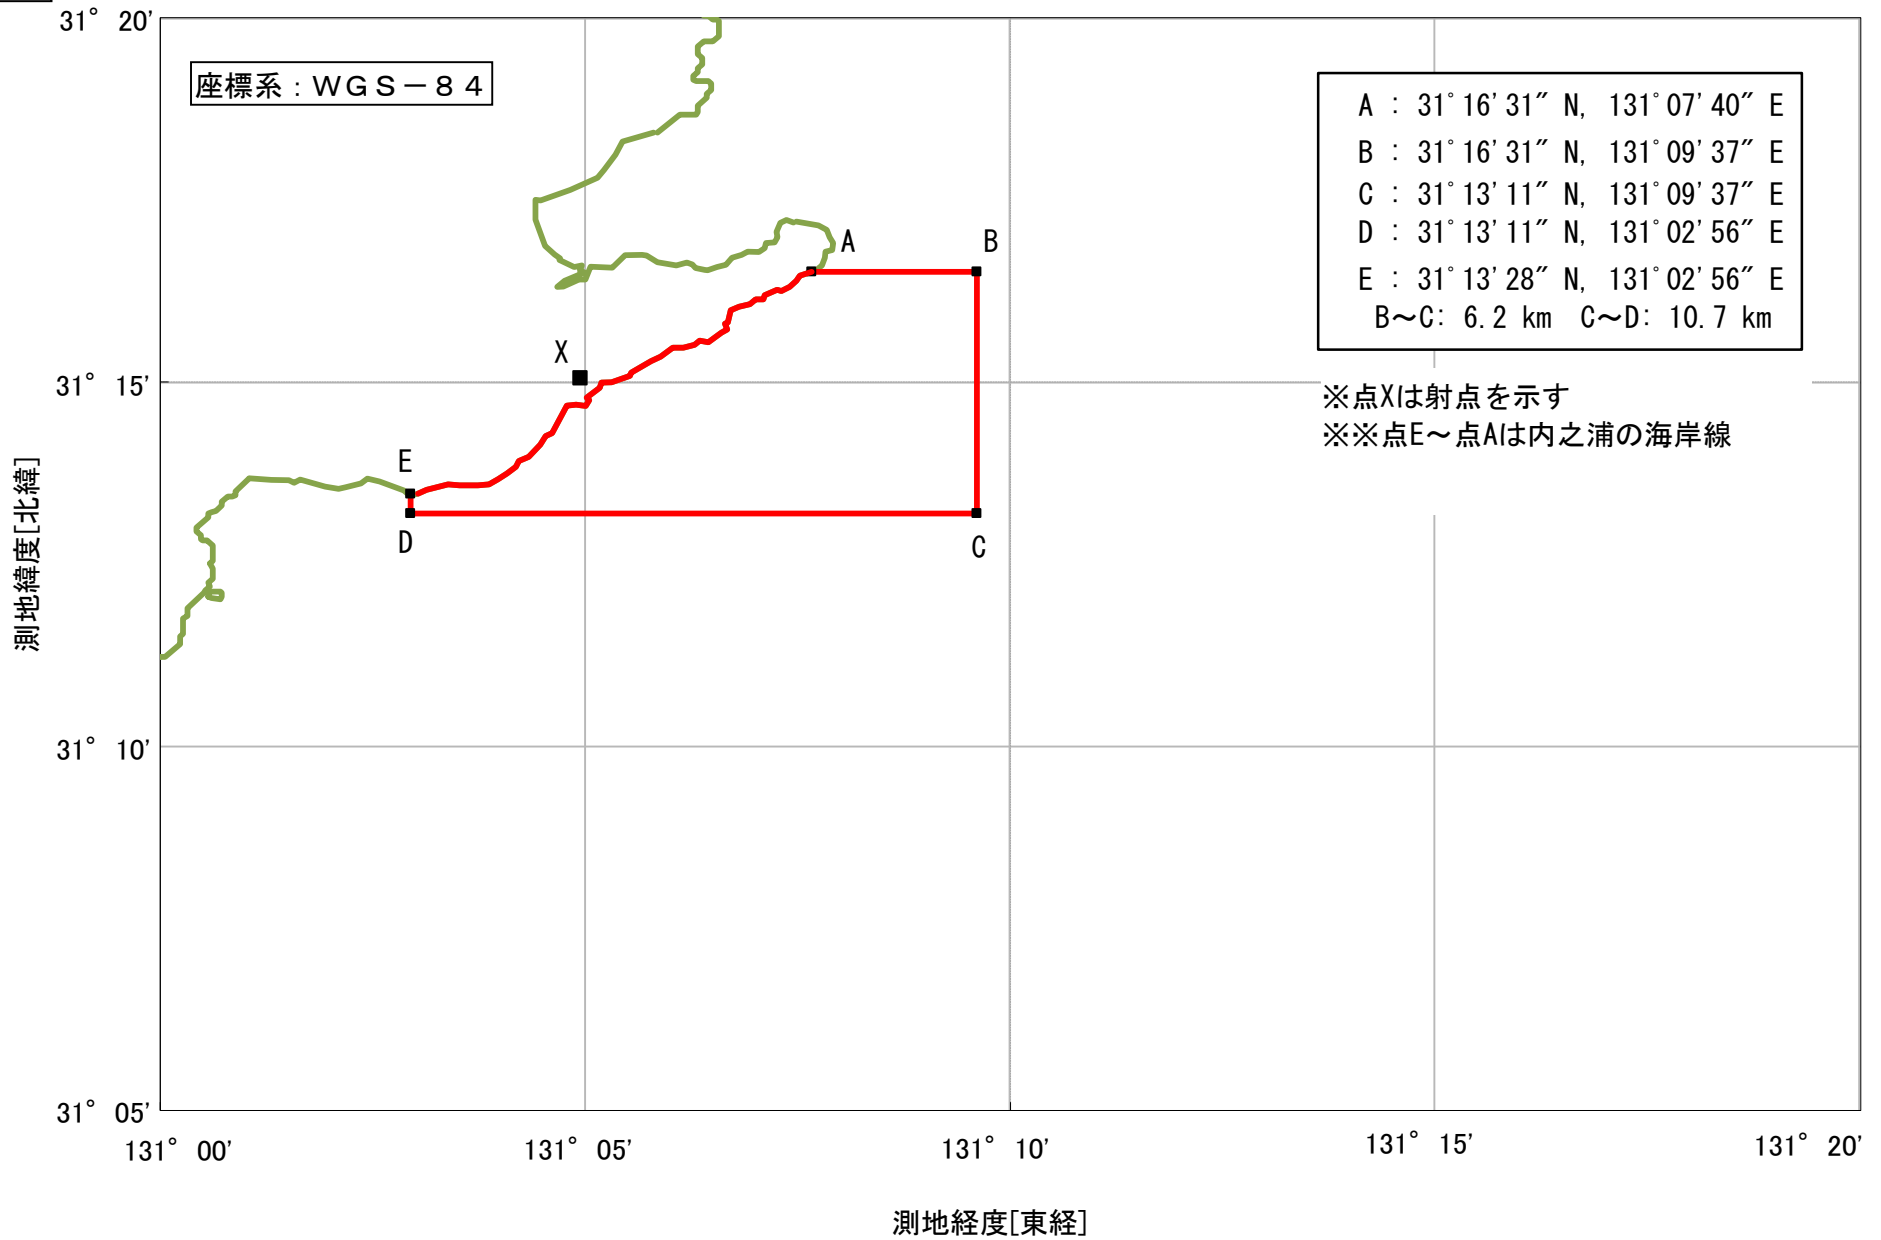 31° 20'
座標系：ＷＧＳ－８４
A : 31°16'31″ N, 131°07'40″ E
B : 31°16'31″ N, 131°09'37″ E
C : 31°13'11″ N, 131°09'37″ E
D : 31°13'11″ N, 131°02'56″ E
E : 31°13'28″ N, 131°02'56″ E
B～C: 6.2 km C～D: 10.7 km
A
B
X
31° 15'
※点Xは射点を示す
※※点E～点Aは内之浦の海岸線
E
D
C
測地緯度[北緯]
31° 10'
31° 05'
131° 00'
131° 05'
131° 10'
131° 15'
131° 20'
測地経度[東経]